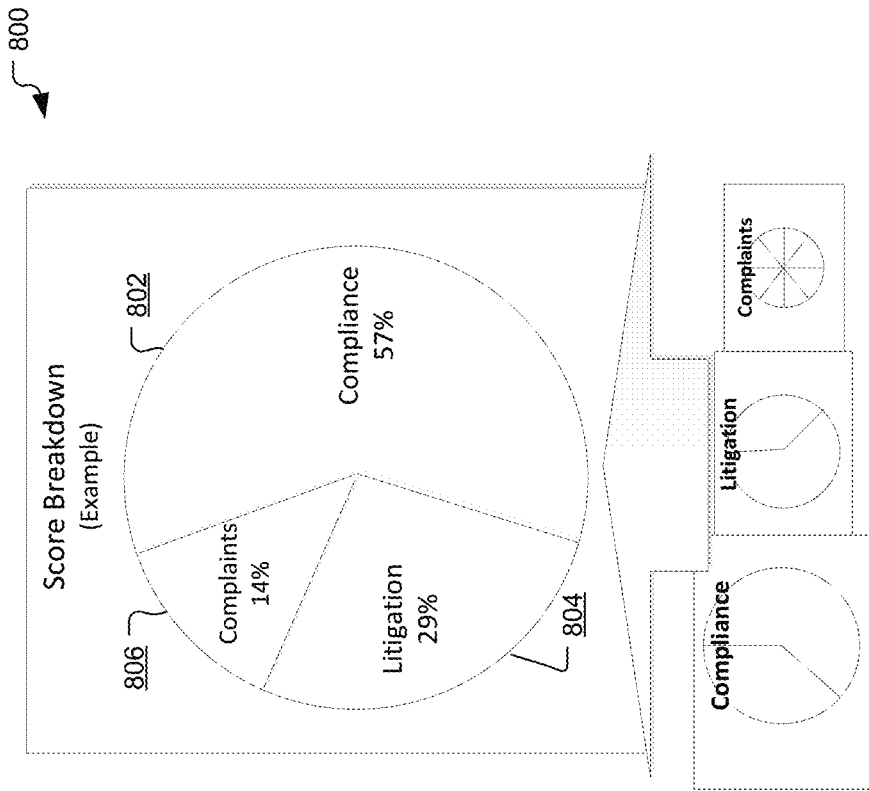 800
Score Breakdown
(Example)
802
806
Compliance
57%
Complaints
14%
Litigation
29%
804
Compliance
Litigation
Complaints